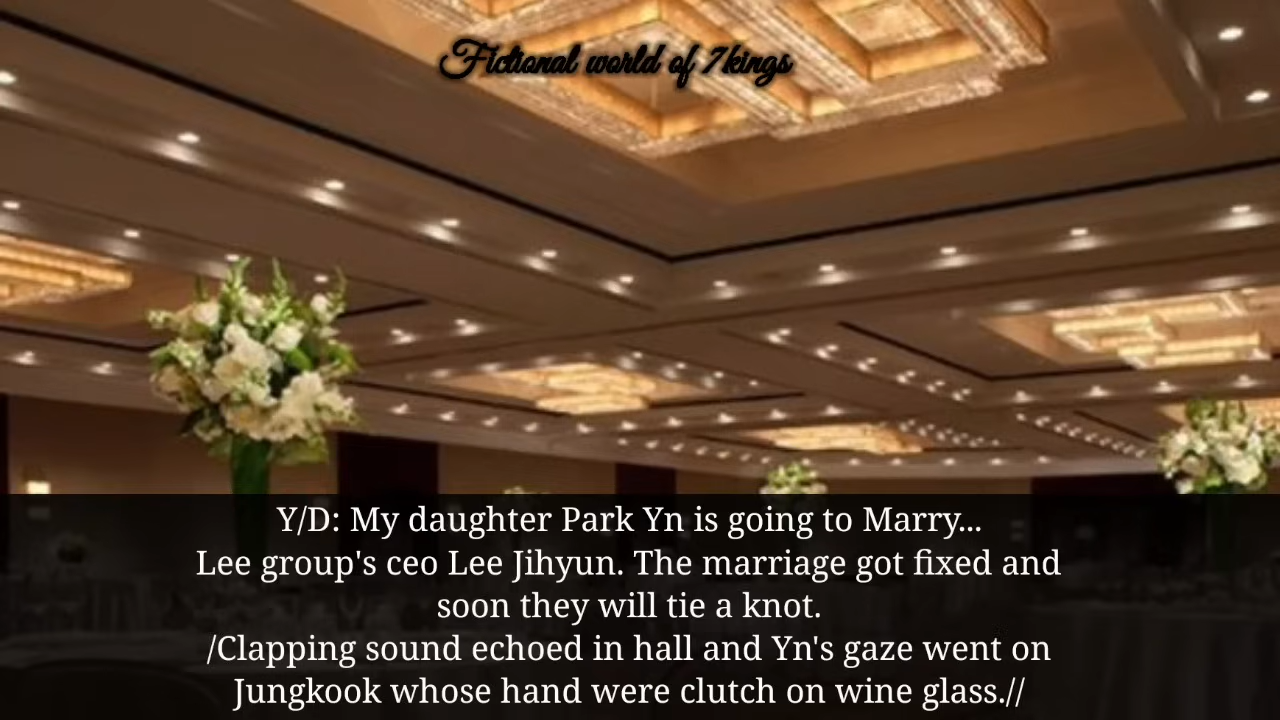 Fictional world of 7kings
Y/D: My daughter Park Yn is going to Marry...
Lee group's ceo Lee Jihyun. The marriage got fixed and
soon they will tie a knot.
/Clapping sound echoed in hall and Yn's gaze went on
Jungkook whose hand were clutch on wine glass.//